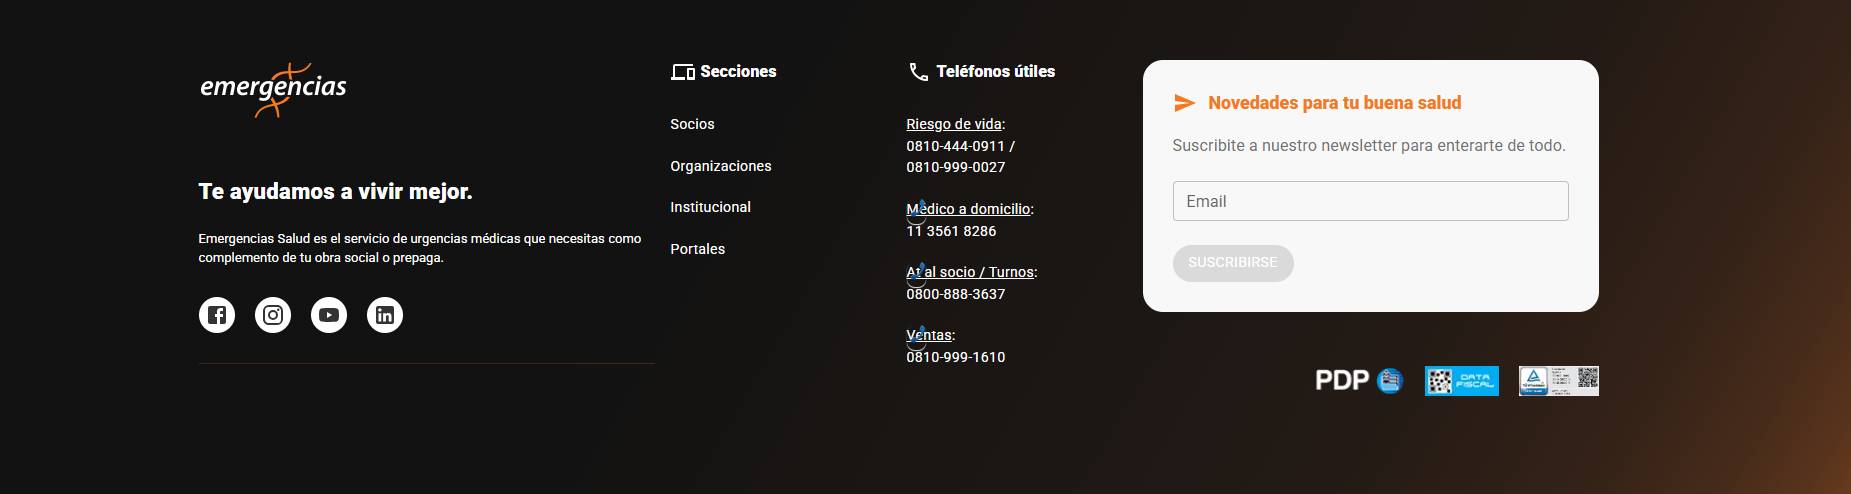 emergencias
Te ayudamos a vivir mejor.
Emergencias Salud es el servicio de urgencias médicas que necesitas como
complemento de tu obra social o prepaga.
Secciones
Socios
Organizaciones
Institucional
Portales
Teléfonos útiles
Riesgo de vida:
0810-444-0911 /
0810-999-0027
Médico a domicilio:
11 3561 8286
At al socio / Turnos:
0800-888-3637
Ventas:
0810-999-1610
Novedades para tu buena salud
Suscribite a nuestro newsletter para enterarte de todo.
Email
SUSCRIBIRSE
PDP
DATA
FISCAL